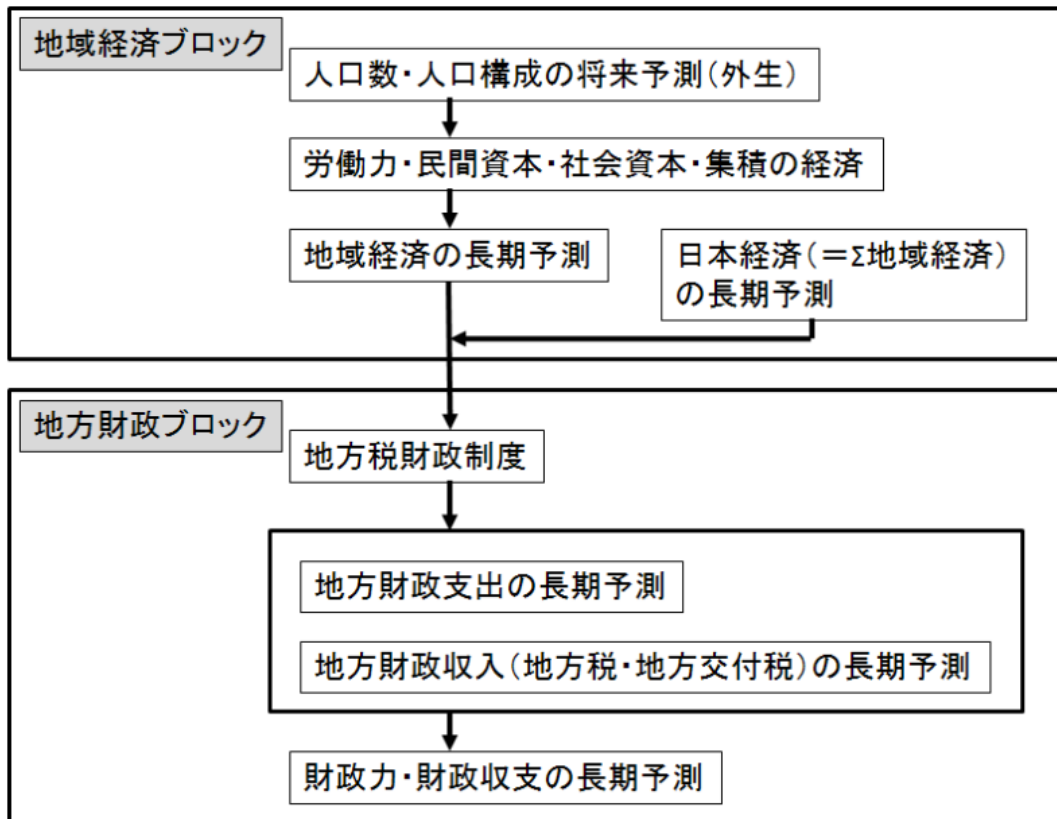 地域経済ブロック
人口数・人口構成の将来予測(外生)
労働力・民間資本・社会資本・集積の経済
地域経済の長期予測
日本経済(=Σ地域経済)
の長期予測
地方財政ブロック
地方税財政制度
地方財政支出の長期予測
地方財政収入(地方税・地方交付税)の長期予測
財政力・財政収支の長期予測